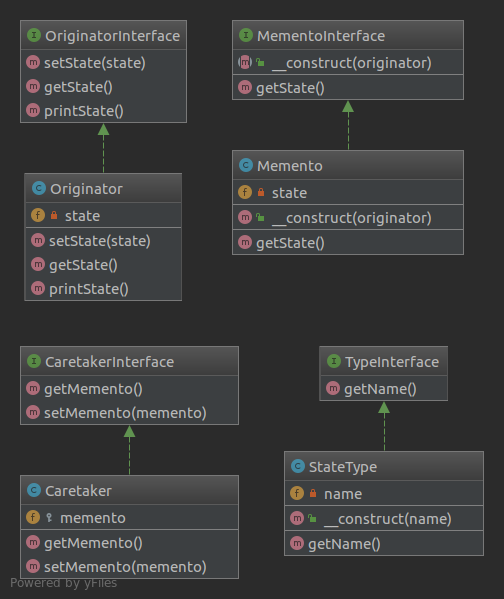 OriginatorInterface
setState(state)
getState()
printState()
MementoInterface
__construct(originator)
getState()
Originator
state
setState(state)
getState()
printState()
Memento
state
__construct(originator)
getState()
CaretakerInterface
getMemento()
setMemento(memento)
TypeInterface
getName()
Caretaker
memento
getMemento()
setMemento(memento)
StateType
name
__construct(name)
getName()
Powered by yFiles